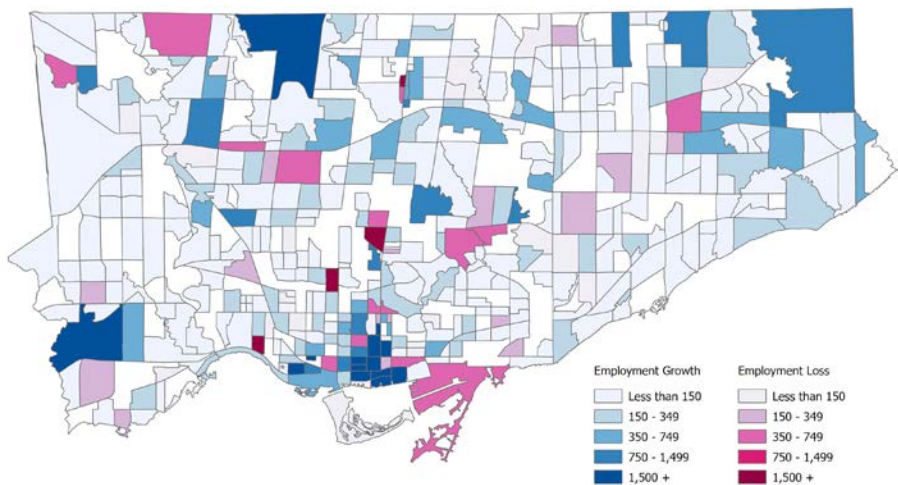 Employment Growth
Less than 150
150 - 349
350 - 749
750 - 1,499
1,500 +
Employment Loss
Less than 150
150 - 349
350 - 749
750 - 1,499
1,500 +